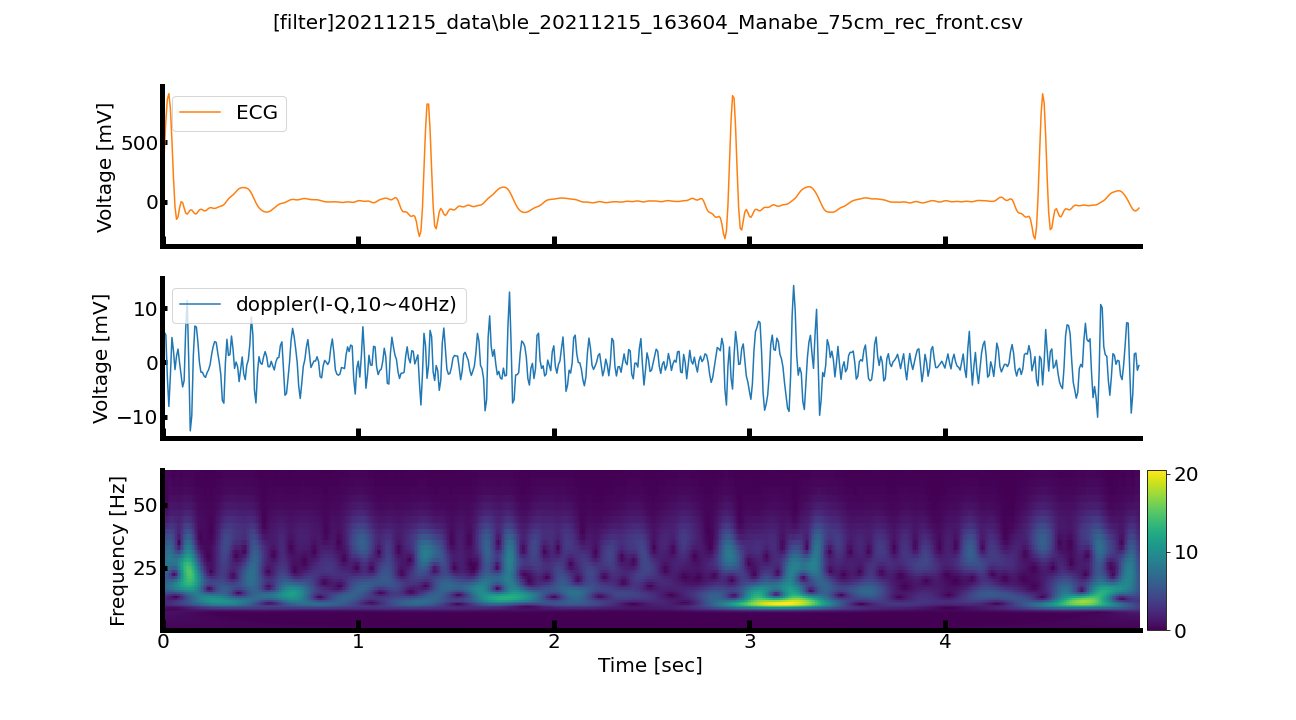 [filter]20211215_data\ble_20211215_163604_Manabe_75cm_rec_front.csv
Voltage [mV]
500
0
ECG
Voltage [mV]
10
0
−10
doppler(I-Q,10~40Hz)
Frequency [Hz]
50
25
0 1 2 3 4
Time [sec]
20
10
0